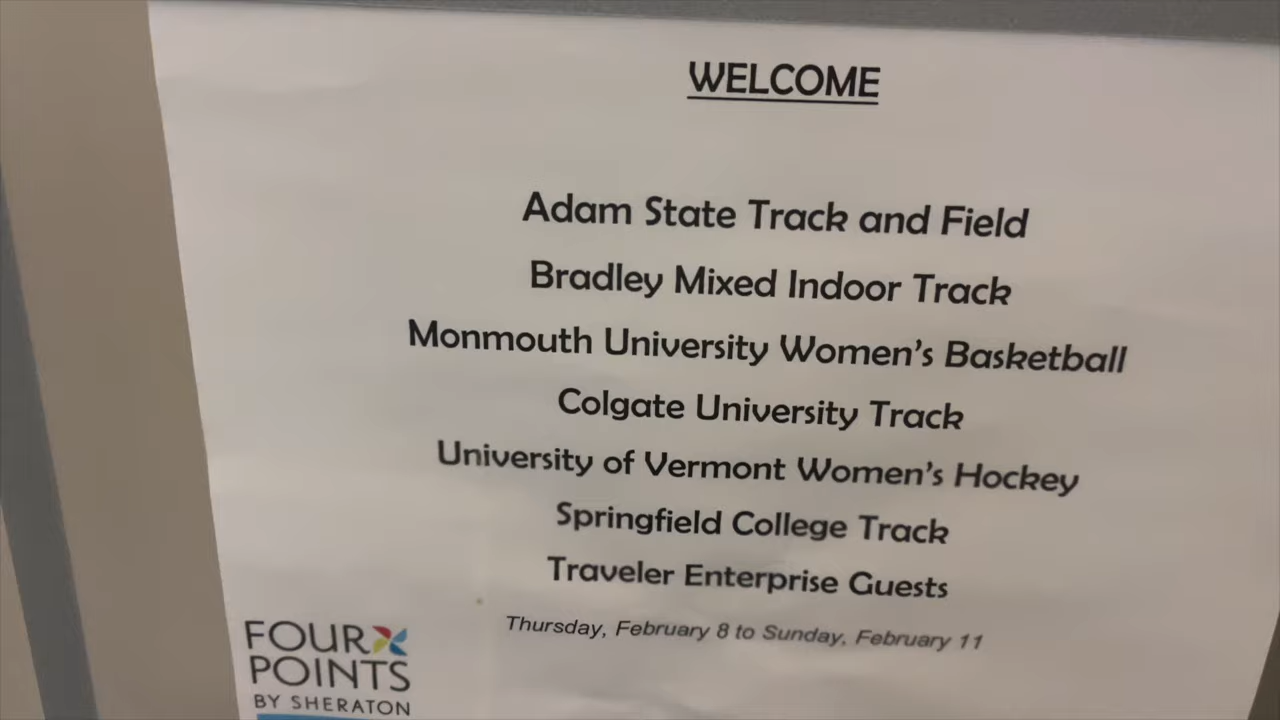 WELCOME
Adam State Track and Field
Bradley Mixed Indoor Track
Monmouth University Women's Basketball
Colgate University Track
University of Vermont Women's Hockey
Springfield College Track
Traveler Enterprise Guests
Thursday, February 8 to Sunday, February 11
FOUR
POINTS
BY SHERATON